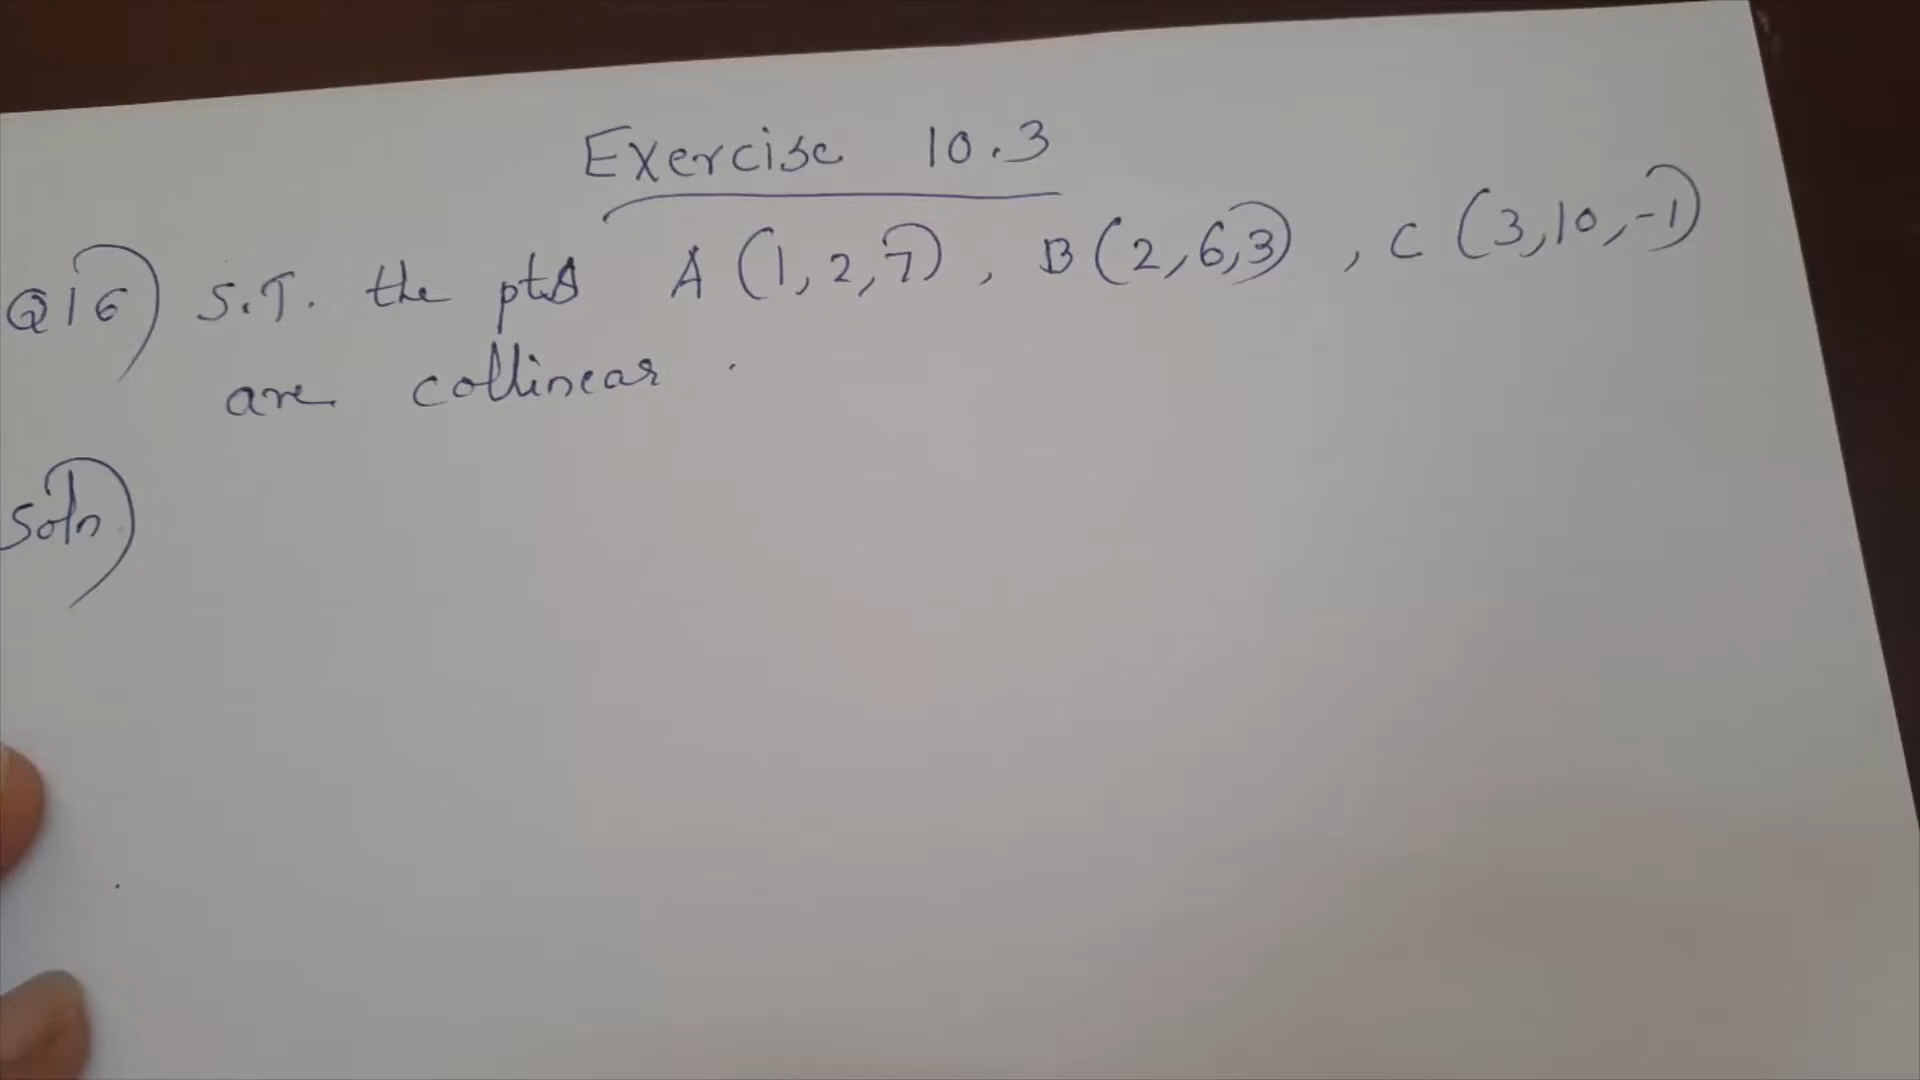 Exercise 10.3
Q16) S.T. the pts A (1,2,7), B (2,6,3), C (3,10,-1)
are collinear.
Soln)